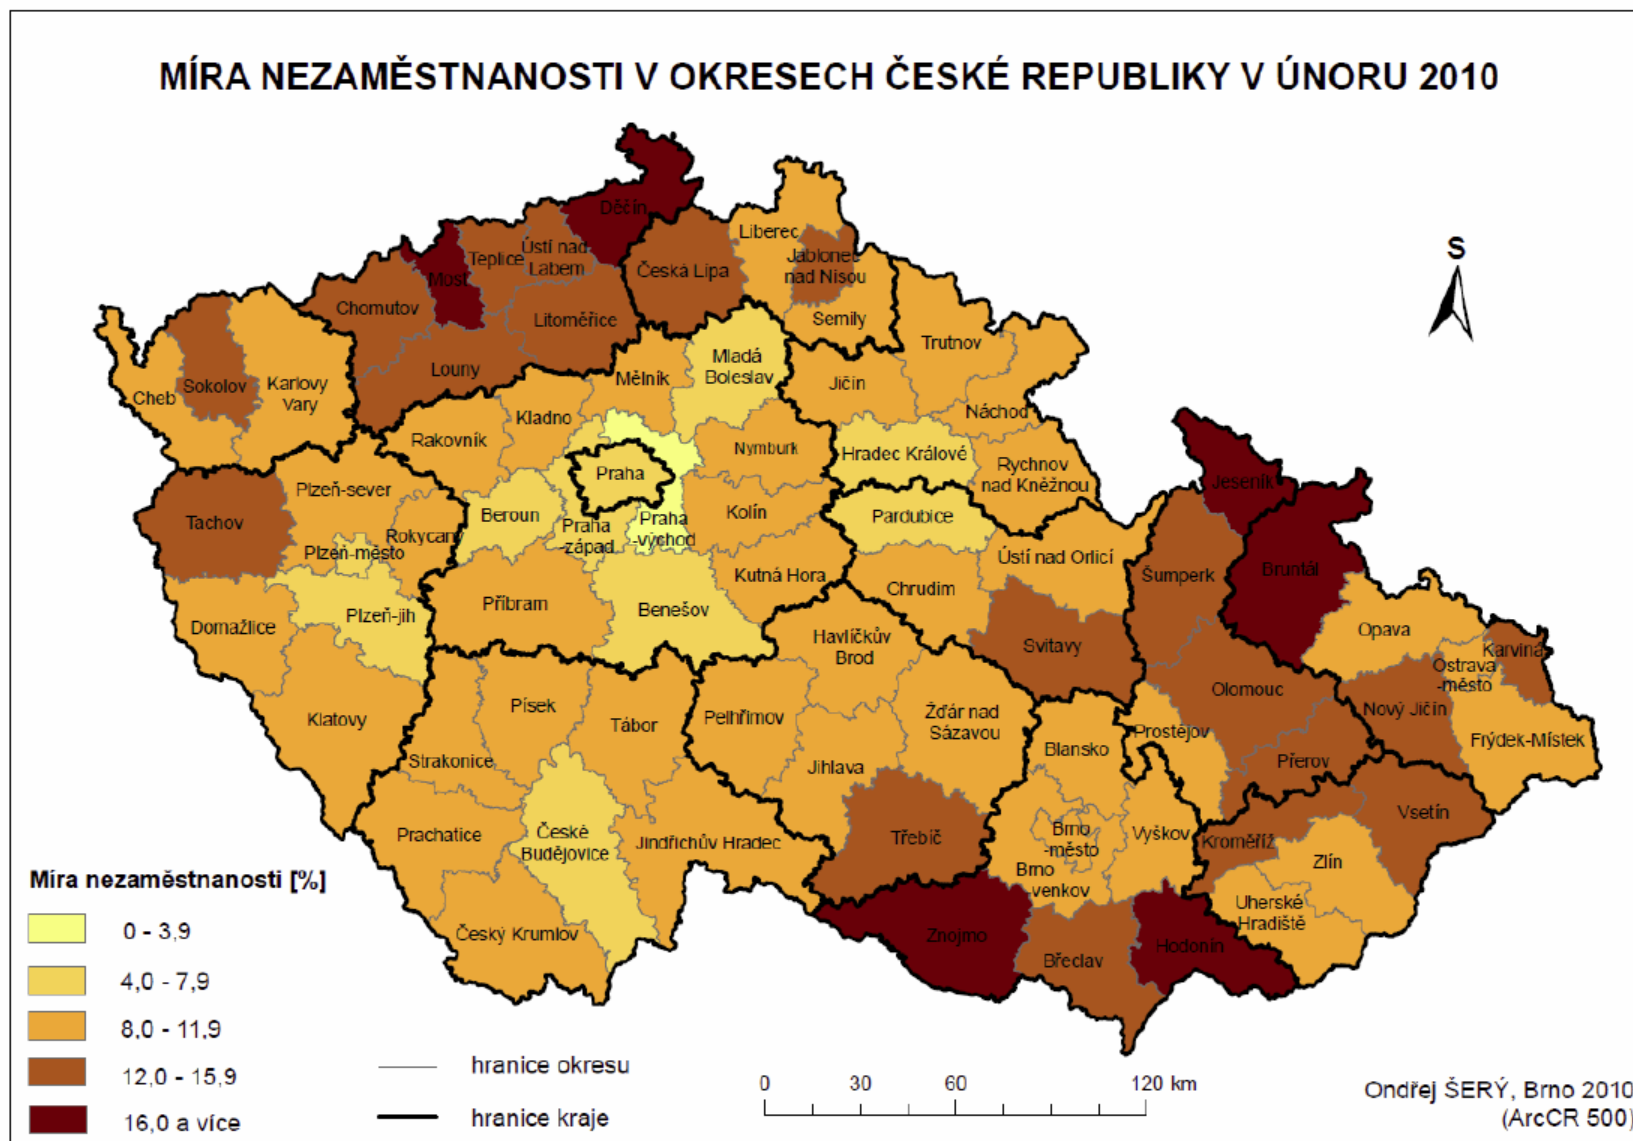 MÍRA NEZAMĚSTNANOSTI V OKRESECH ČESKÉ REPUBLIKY V ÚNORU 2010
S
Děčín
Liberec
Jablonec
nad Nisou
Semily
Česká Lípa
Ústí nad
Labem
Teplice
Most
Chomutov
Litoměřice
Louny
Cheb
Sokolov
Karlovy
Vary
Mladá
Boleslav
Mělník
Kladno
Rakovník
Jičín
Trutnov
Náchod
Hradec Králové
Rychnov
nad Kněžnou
Nymburk
Praha
Kolín
Praha
-východ
Praha
-západ
Beroun
Plzeň-sever
Tachov
Rokycany
Plzeň-město
Plzeň-jih
Domažlice
Klatovy
Příbram
Benešov
Kutná Hora
Pardubice
Chrudim
Ústí nad Orlicí
Svitavy
Jeseník
Šumperk
Bruntál
Opava
Ostrava
-město
Karviná
Nový Jičín
Frýdek-Místek
Olomouc
Prostějov
Přerov
Havlíčkův
Brod
Pelhřimov
Žďár nad
Sázavou
Jihlava
Třebíč
Písek
Tábor
Strakonice
Prachatice
České
Budějovice
Jindřichův Hradec
Český Krumlov
Blansko
Brno
-město
Brno
-venkov
Vyškov
Kroměříž
Vsetín
Zlín
Uherské
Hradiště
Znojmo
Břeclav
Hodonín
Míra nezaměstnanosti [%]
0 - 3,9
4,0 - 7,9
8,0 - 11,9
12,0 - 15,9
16,0 a více
hranice okresu
hranice kraje
0 30 60 120 km
Ondřej ŠERÝ, Brno 2010
(ArcCR 500)